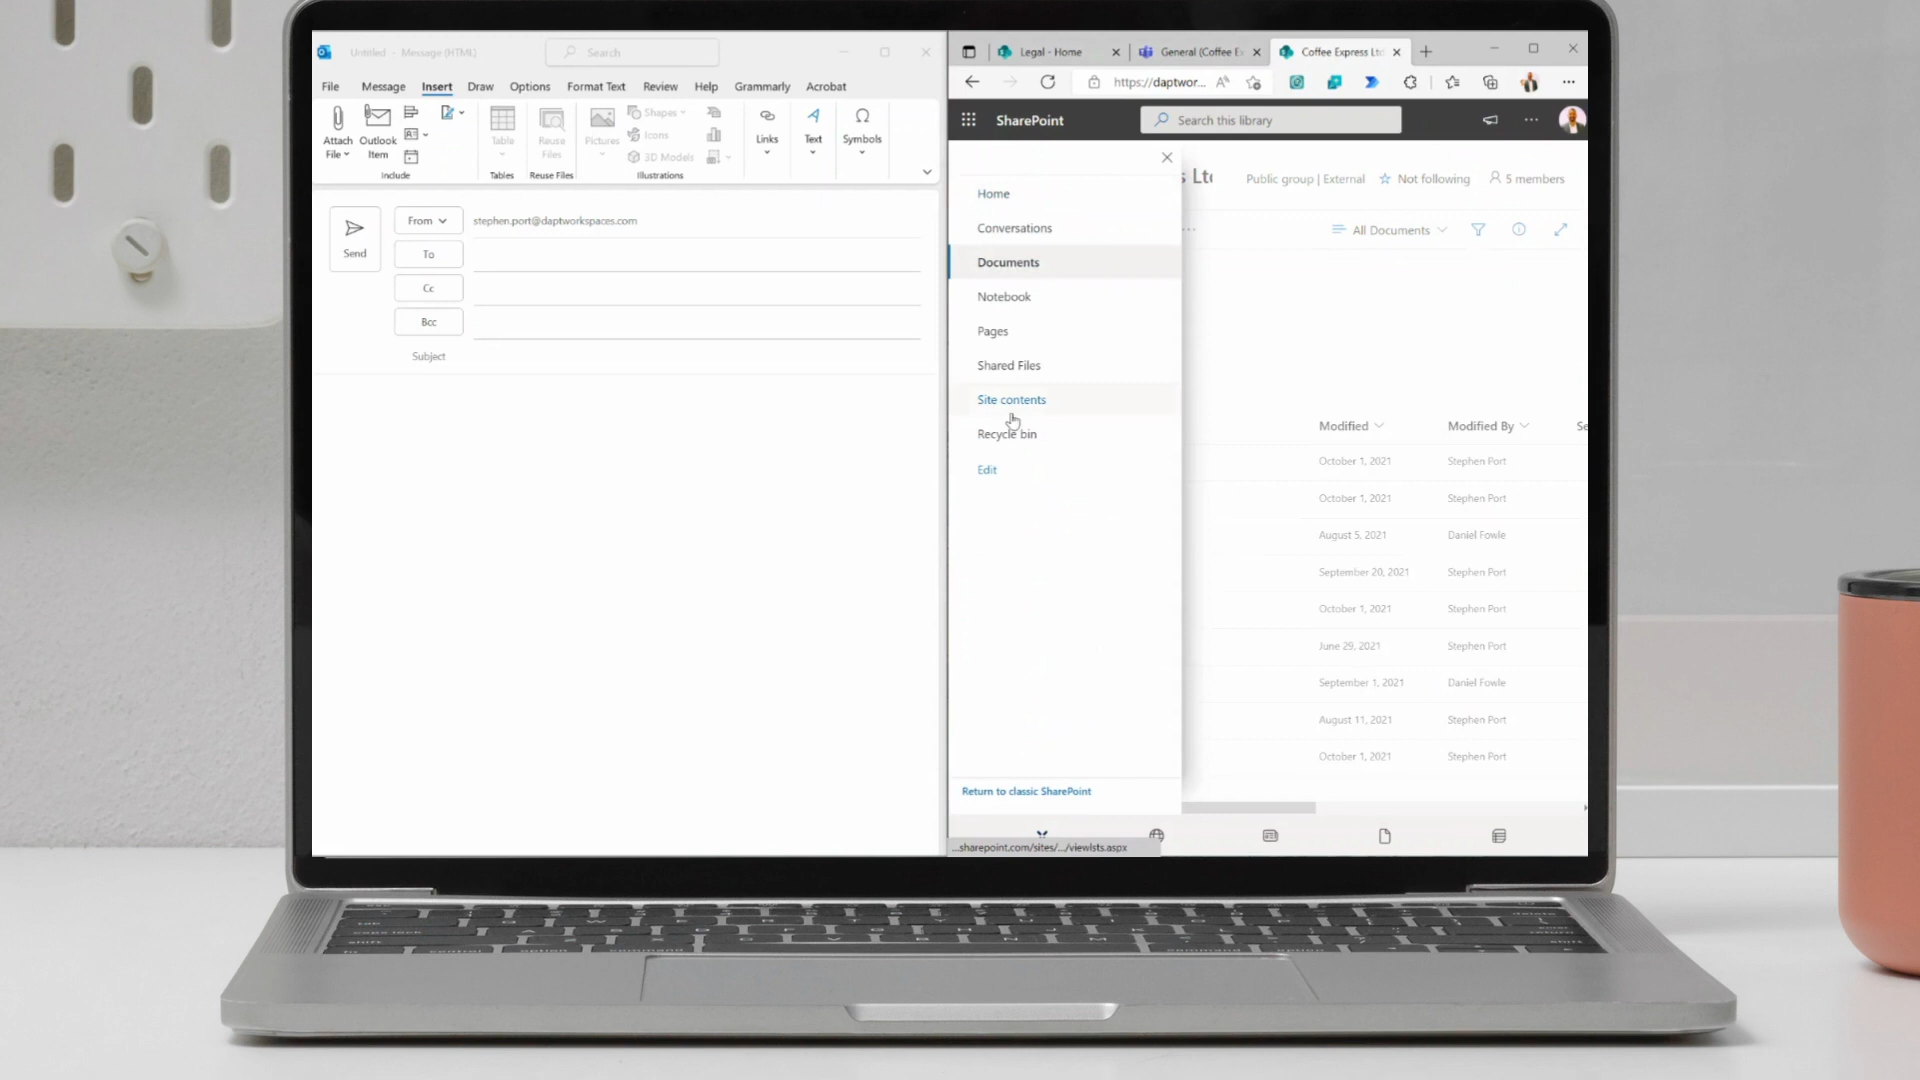 Untitled - Message (HTML)
Search
File Message Insert Draw Options Format Text Review Help Grammarly Acrobat
Attach File
Outlook Item
Include
Table
Tables
Reuse Files
Reuse Files
Pictures
Shapes
Icons
3D Models
Illustrations
Links
Text
Symbols
Send
From
stephen.port@daptworkspaces.com
To
Cc
Bcc
Subject
Legal - Home
General (Coffee E
Coffee Express Ltd
https://daptwor...
SharePoint
Search this library
s Ltd
Public group | External
Not following
5 members
All Documents
Home
Conversations
Documents
Notebook
Pages
Shared Files
Site contents
Recycle bin
Edit
Return to classic SharePoint
Modified Modified By Se
October 1, 2021 Stephen Port
October 1, 2021 Stephen Port
August 5, 2021 Daniel Fowle
September 20, 2021 Stephen Port
October 1, 2021 Stephen Port
June 29, 2021 Stephen Port
September 1, 2021 Daniel Fowle
August 11, 2021 Stephen Port
October 1, 2021 Stephen Port
...sharepoint.com/sites/.../viewlsts.aspx